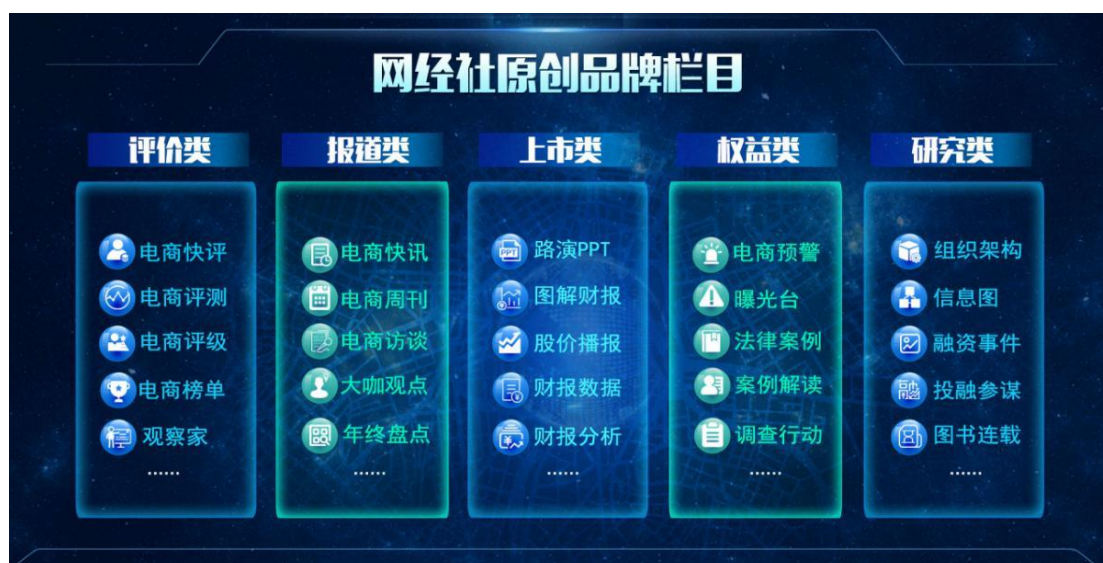 网经社原创品牌栏目
评价类
电商快评
电商评测
电商评级
电商榜单
观察家
……
报道类
电商快讯
电商周刊
电商访谈
大咖观点
年终盘点
……
上市类
PPT
路演PPT
图解财报
股价播报
财报数据
财报分析
……
权益类
电商预警
曝光台
法律案例
案例解读
调查行动
……
研究类
组织架构
信息图
融资事件
融
投融参谋
图书连载
……